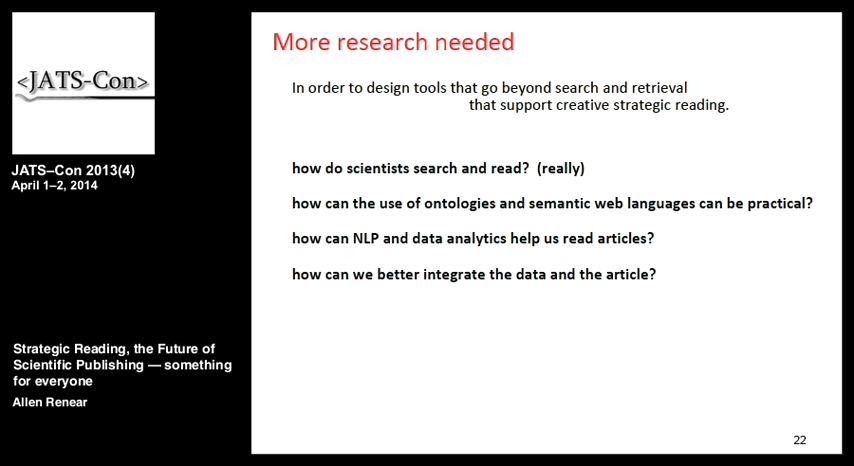 <JATS-Con>
JATS–Con 2013(4)
April 1–2, 2014
Strategic Reading, the Future of
Scientific Publishing — something
for everyone
Allen Renear
More research needed
In order to design tools that go beyond search and retrieval
that support creative strategic reading.
how do scientists search and read? (really)
how can the use of ontologies and semantic web languages can be practical?
how can NLP and data analytics help us read articles?
how can we better integrate the data and the article?
22